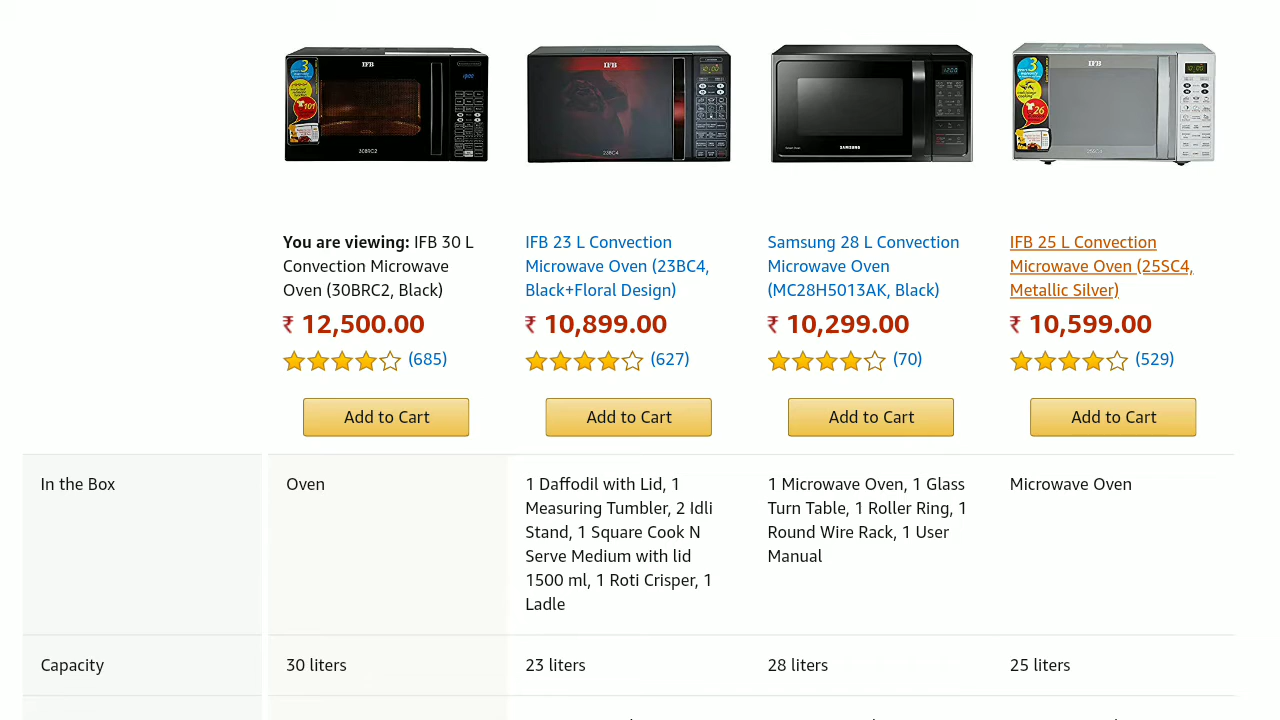 IFB
30BRC2
3
101
IFB
23BC4
SAMSUNG
IFB
3
26
You are viewing: IFB 30 L
Convection Microwave
Oven (30BRC2, Black)
₹ 12,500.00
(685)
Add to Cart
IFB 23 L Convection
Microwave Oven (23BC4,
Black+Floral Design)
₹ 10,899.00
(627)
Add to Cart
Samsung 28 L Convection
Microwave Oven
(MC28H5013AK, Black)
₹ 10,299.00
(70)
Add to Cart
IFB 25 L Convection
Microwave Oven (25SC4,
Metallic Silver)
₹ 10,599.00
(529)
Add to Cart
In the Box
Oven
1 Daffodil with Lid, 1
Measuring Tumbler, 2 Idli
Stand, 1 Square Cook N
Serve Medium with lid
1500 ml, 1 Roti Crisper, 1
Ladle
1 Microwave Oven, 1 Glass
Turn Table, 1 Roller Ring, 1
Round Wire Rack, 1 User
Manual
Microwave Oven
Capacity
30 liters
23 liters
28 liters
25 liters